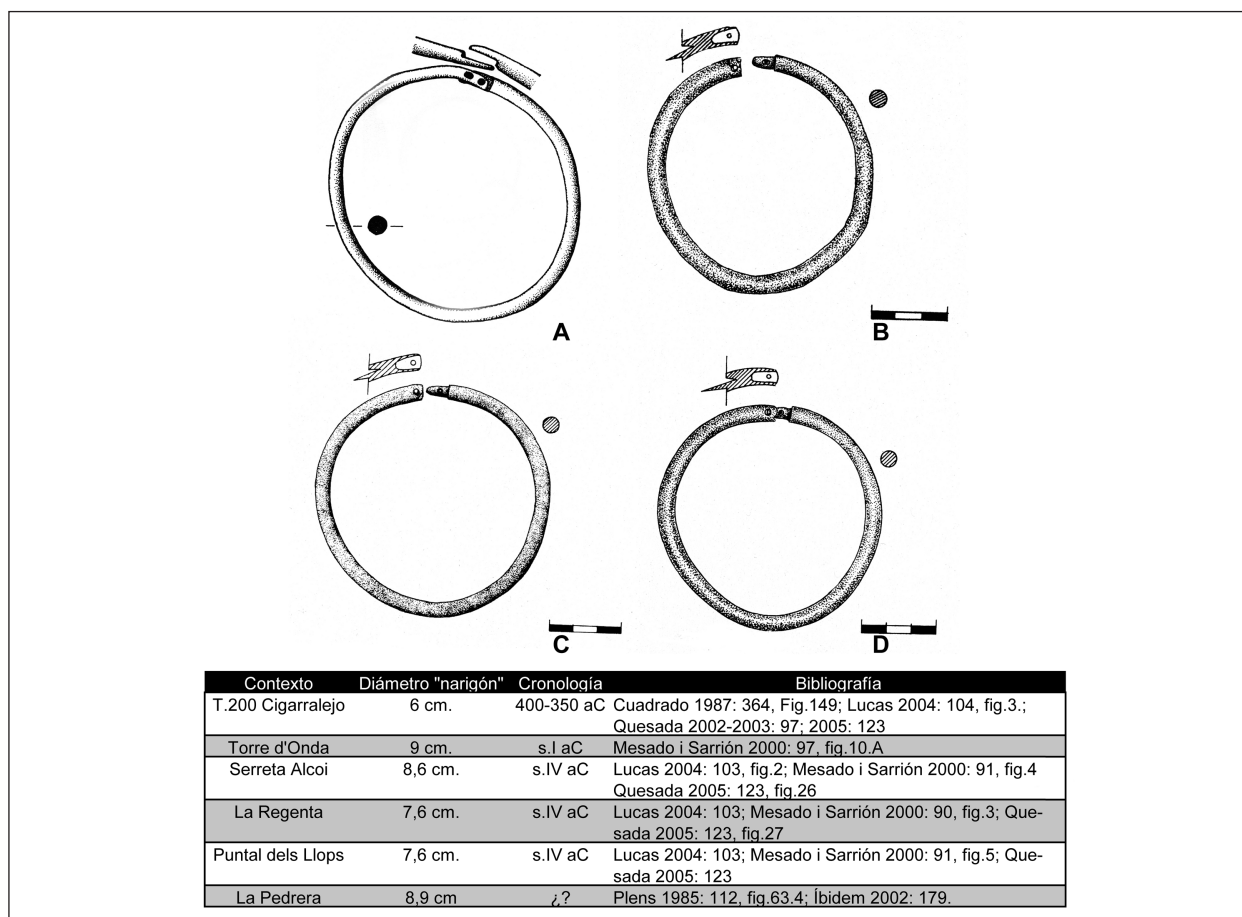 A
B
C
D
Contexto Diámetro "narigón" Cronología Bibliografía
T.200 Cigarralejo 6 cm. 400-350 aC Cuadrado 1987: 364, Fig.149; Lucas 2004: 104, fig.3.;
Quesada 2002-2003: 97; 2005: 123
Torre d'Onda 9 cm. s.I aC Mesado i Sarrión 2000: 97, fig.10.A
Serreta Alcoi 8,6 cm. s.IV aC Lucas 2004: 103, fig.2; Mesado i Sarrión 2000: 91, fig.4
Quesada 2005: 123, fig.26
La Regenta 7,6 cm. s.IV aC Lucas 2004: 103; Mesado i Sarrión 2000: 90, fig.3; Que-
sada 2005: 123, fig.27
Puntal dels Llops 7,6 cm. s.IV aC Lucas 2004: 103; Mesado i Sarrión 2000: 91, fig.5; Que-
sada 2005: 123
La Pedrera 8,9 cm ¿? Plens 1985: 112, fig.63.4; Íbidem 2002: 179.